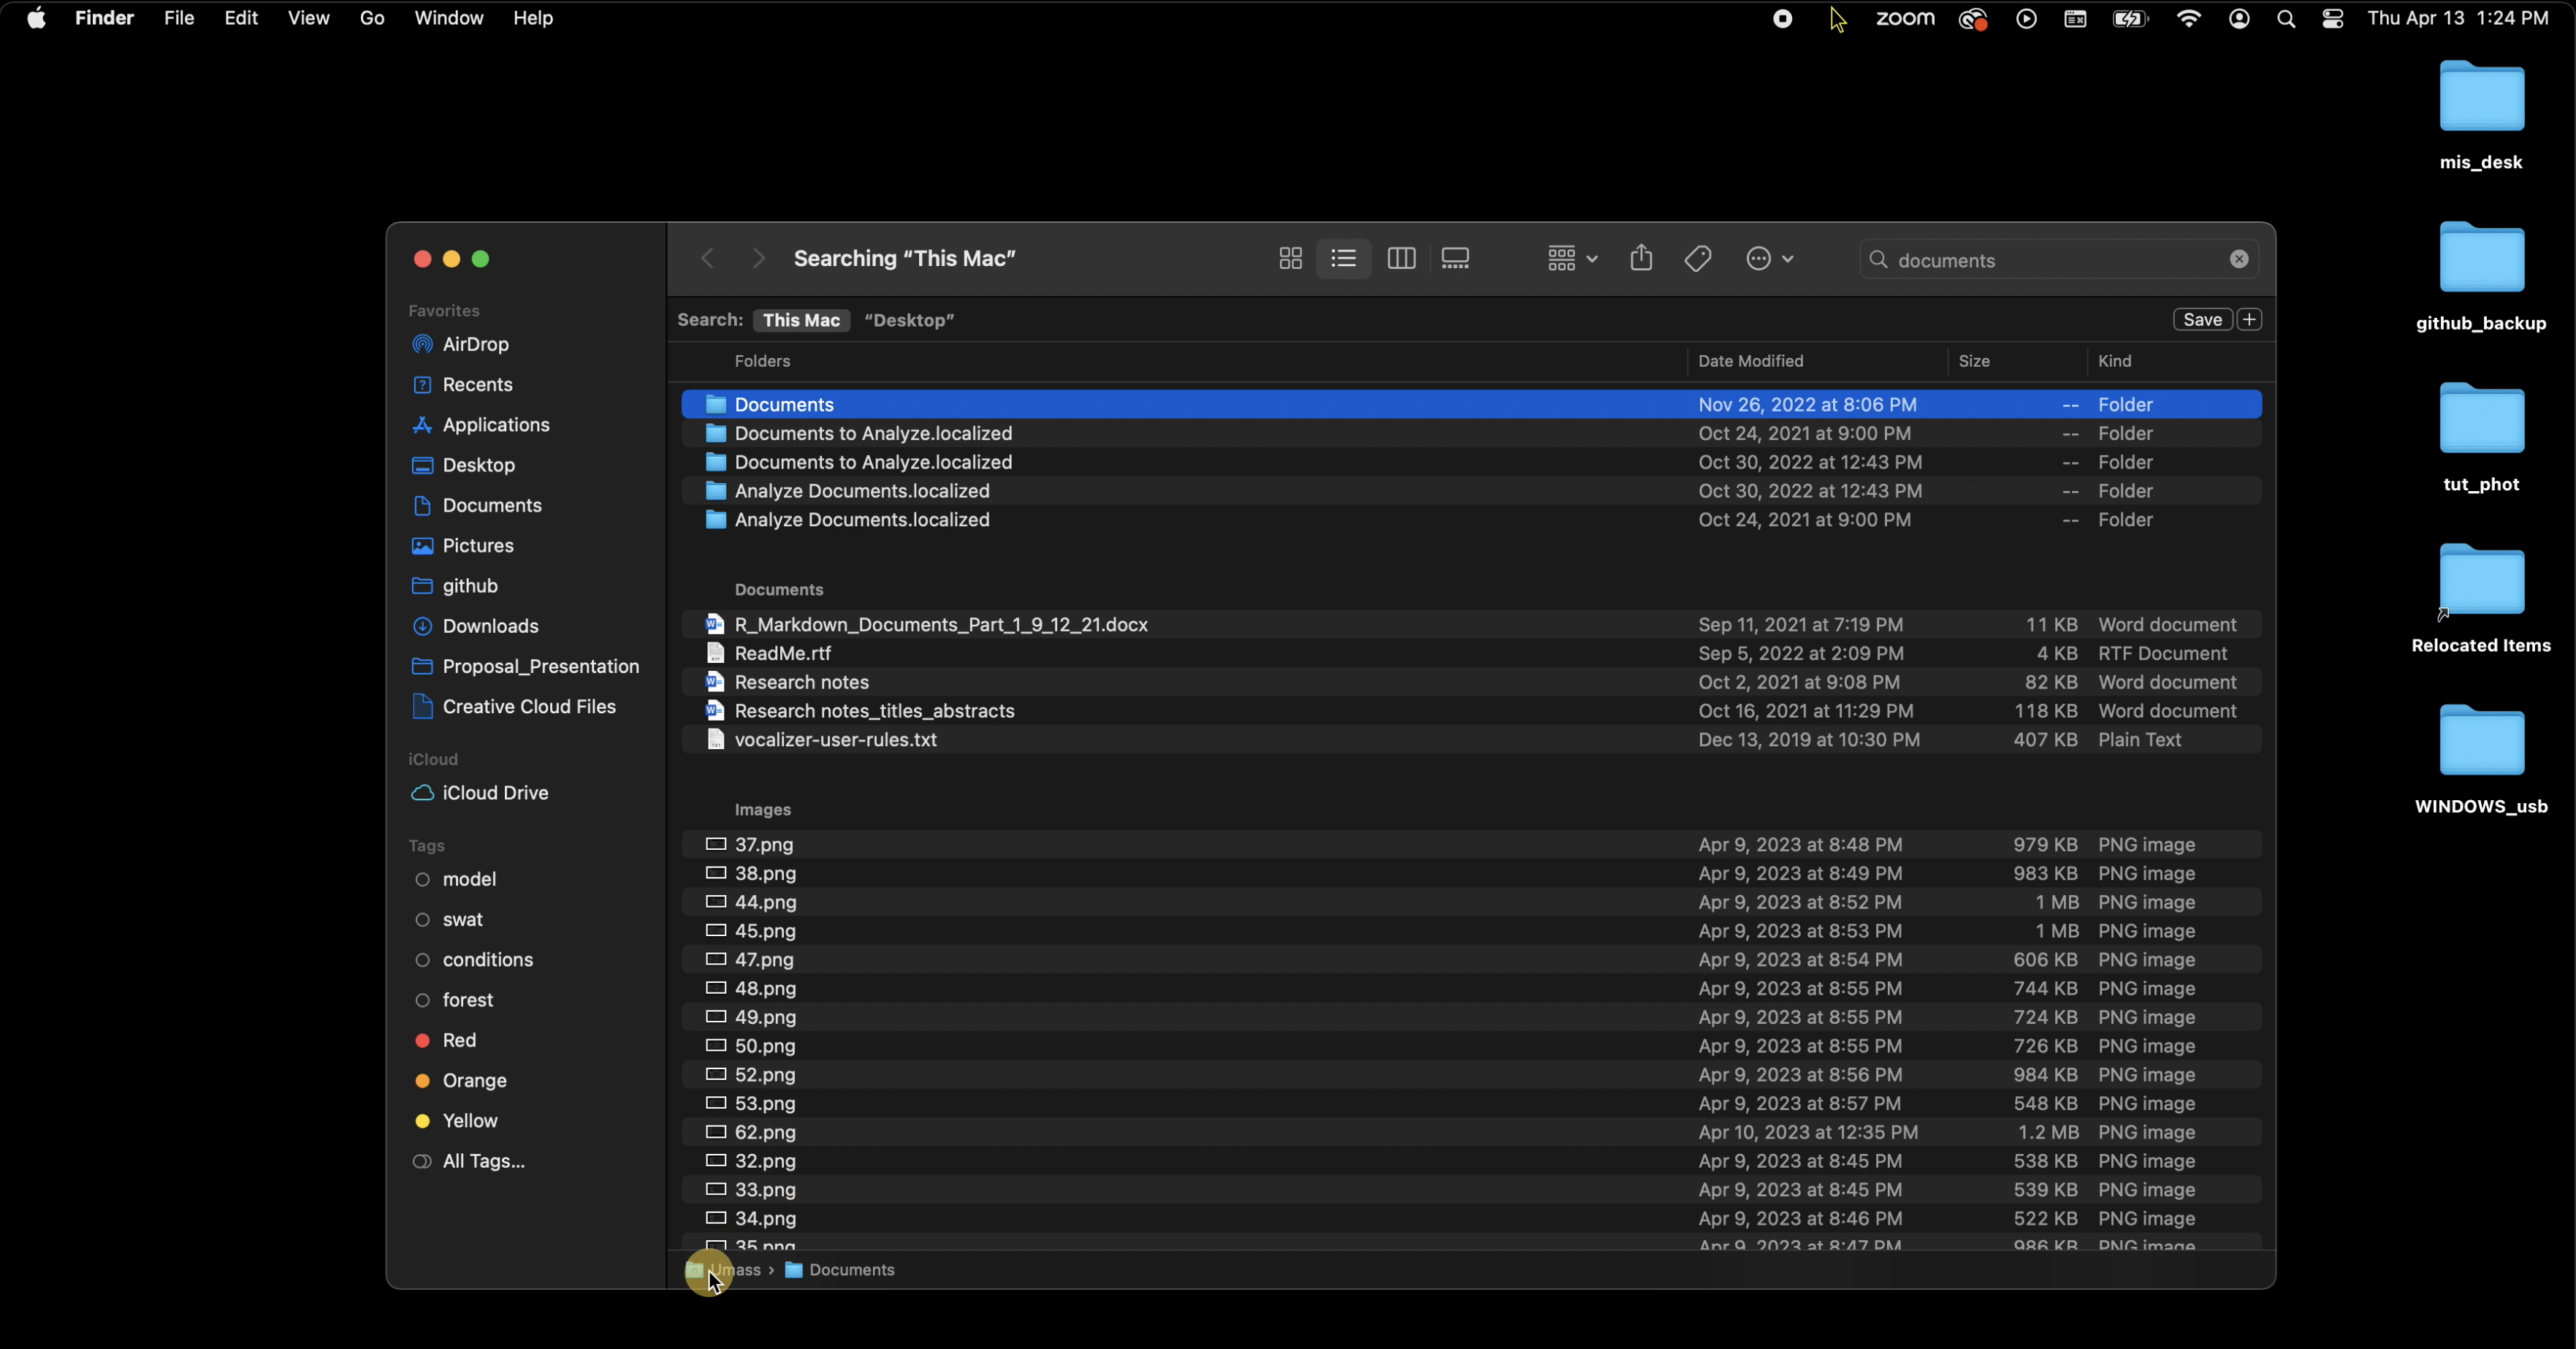 Finder File Edit View Go Window Help zoom Thu Apr 13 1:24 PM
mis_desk
github_backup
tut_phot
Relocated Items
WINDOWS_usb
Searching “This Mac” documents
Search: This Mac “Desktop” Save +
Favorites
AirDrop
Recents
Applications
Desktop
Documents
Pictures
github
Downloads
Proposal_Presentation
Creative Cloud Files
iCloud
iCloud Drive
Tags
model
swat
conditions
forest
Red
Orange
Yellow
All Tags...
Folders Date Modified Size Kind
Documents Nov 26, 2022 at 8:06 PM -- Folder
Documents to Analyze.localized Oct 24, 2021 at 9:00 PM -- Folder
Documents to Analyze.localized Oct 30, 2022 at 12:43 PM -- Folder
Analyze Documents.localized Oct 30, 2022 at 12:43 PM -- Folder
Analyze Documents.localized Oct 24, 2021 at 9:00 PM -- Folder
Documents
R_Markdown_Documents_Part_1_9_12_21.docx Sep 11, 2021 at 7:19 PM 11 KB Word document
ReadMe.rtf Sep 5, 2022 at 2:09 PM 4 KB RTF Document
Research notes Oct 2, 2021 at 9:08 PM 82 KB Word document
Research notes_titles_abstracts Oct 16, 2021 at 11:29 PM 118 KB Word document
vocalizer-user-rules.txt Dec 13, 2019 at 10:30 PM 407 KB Plain Text
Images
37.png Apr 9, 2023 at 8:48 PM 979 KB PNG image
38.png Apr 9, 2023 at 8:49 PM 983 KB PNG image
44.png Apr 9, 2023 at 8:52 PM 1 MB PNG image
45.png Apr 9, 2023 at 8:53 PM 1 MB PNG image
47.png Apr 9, 2023 at 8:54 PM 606 KB PNG image
48.png Apr 9, 2023 at 8:55 PM 744 KB PNG image
49.png Apr 9, 2023 at 8:55 PM 724 KB PNG image
50.png Apr 9, 2023 at 8:55 PM 726 KB PNG image
52.png Apr 9, 2023 at 8:56 PM 984 KB PNG image
53.png Apr 9, 2023 at 8:57 PM 548 KB PNG image
62.png Apr 10, 2023 at 12:35 PM 1.2 MB PNG image
32.png Apr 9, 2023 at 8:45 PM 538 KB PNG image
33.png Apr 9, 2023 at 8:45 PM 539 KB PNG image
34.png Apr 9, 2023 at 8:46 PM 522 KB PNG image
35.png Apr 9, 2023 at 8:47 PM 986 KB PNG image
Umass › Documents